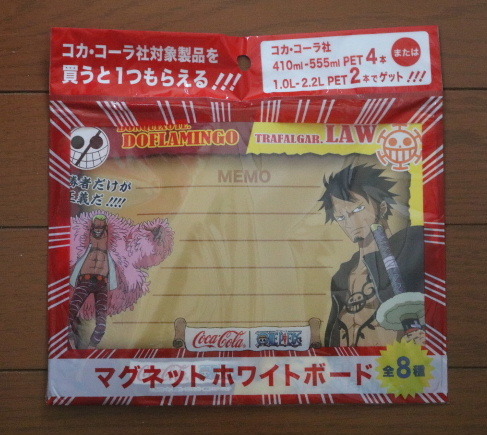 コカ・コーラ社対象製品を
買うと1つもらえる!!!
コカ・コーラ社
410ml-555ml PET 4本
または
1.0L-2.2L PET 2本でゲット!!!
DONQUIXOTE.
DOFLAMINGO
TRAFALGAR. LAW
MEMO
者だけが
義だ!!!!
Coca-Cola
ONE PIECE
マグネット ホワイトボード
全8種